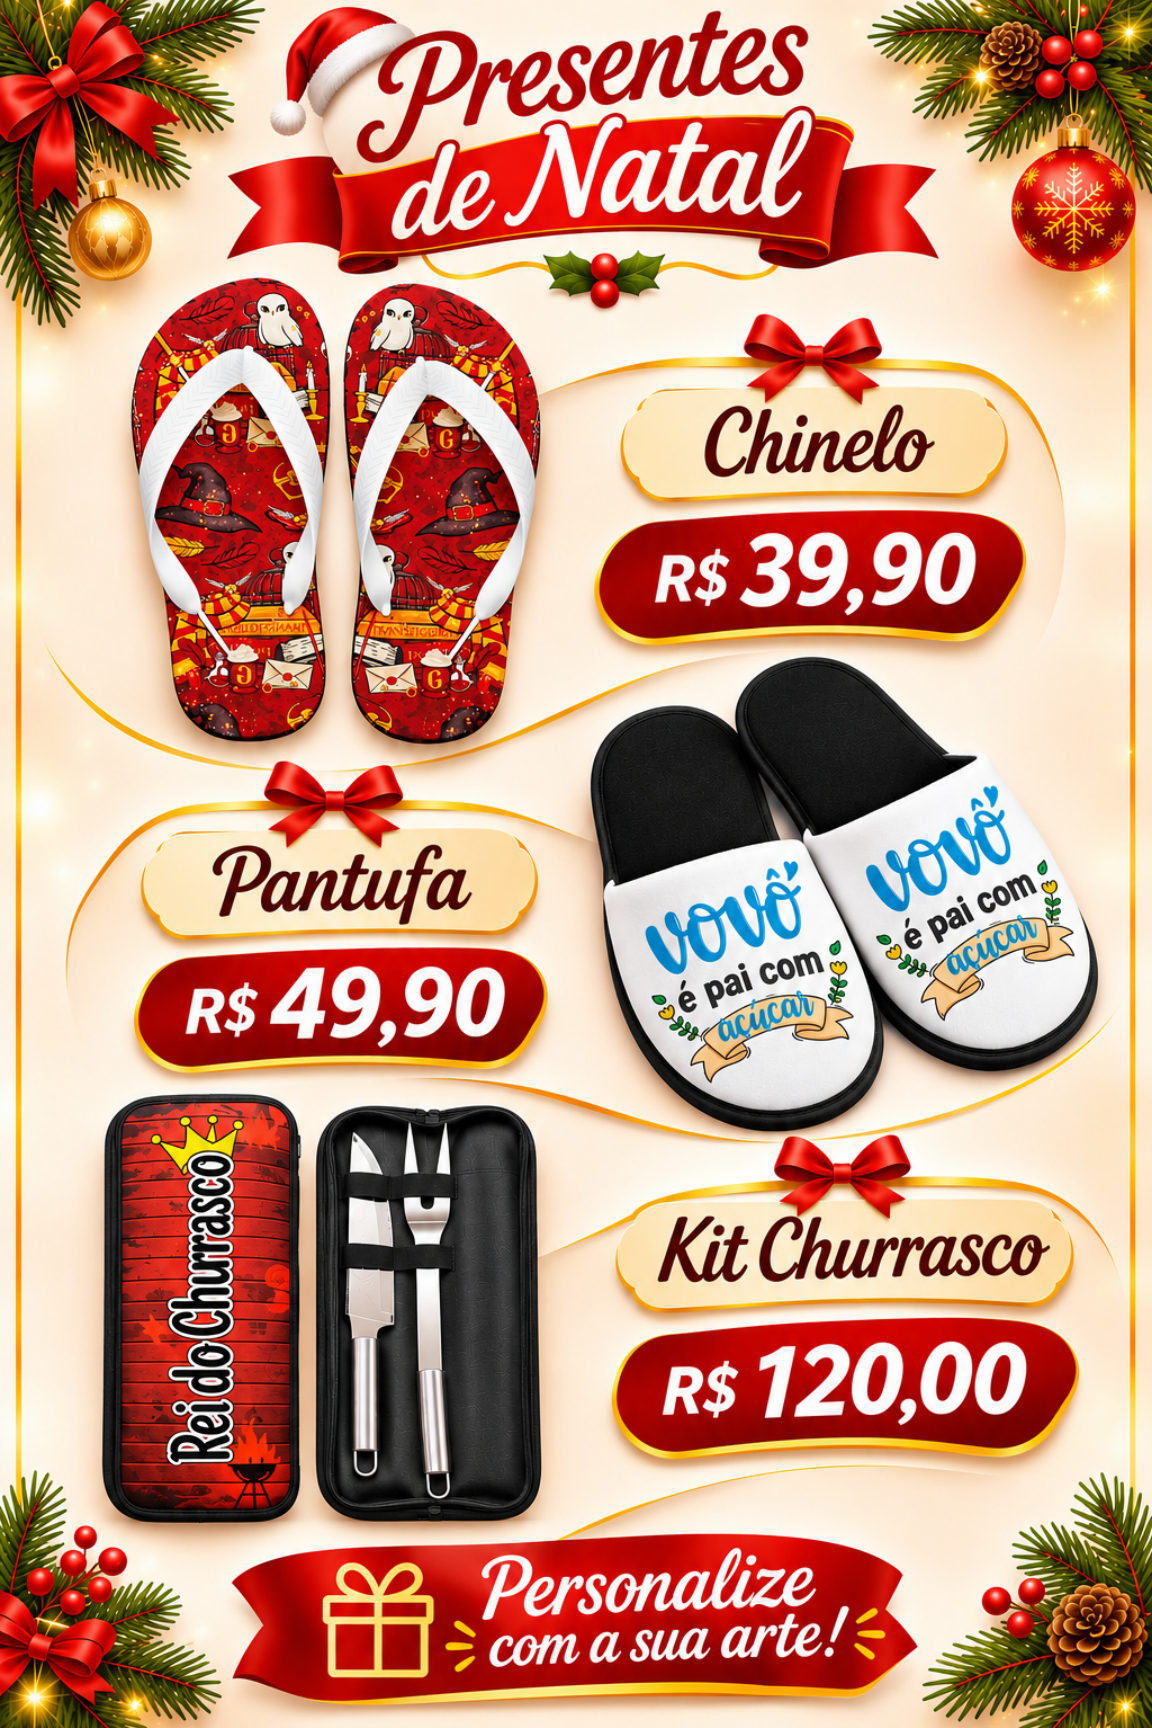 Presentes
de Natal
Chinelo
R$ 39,90
G
G
vovô
é pai com
açúcar
vovô
é pai com
açúcar
Pantufa
R$ 49,90
Rei do Churrasco
Kit Churrasco
R$ 120,00
Personalize
com a sua arte!